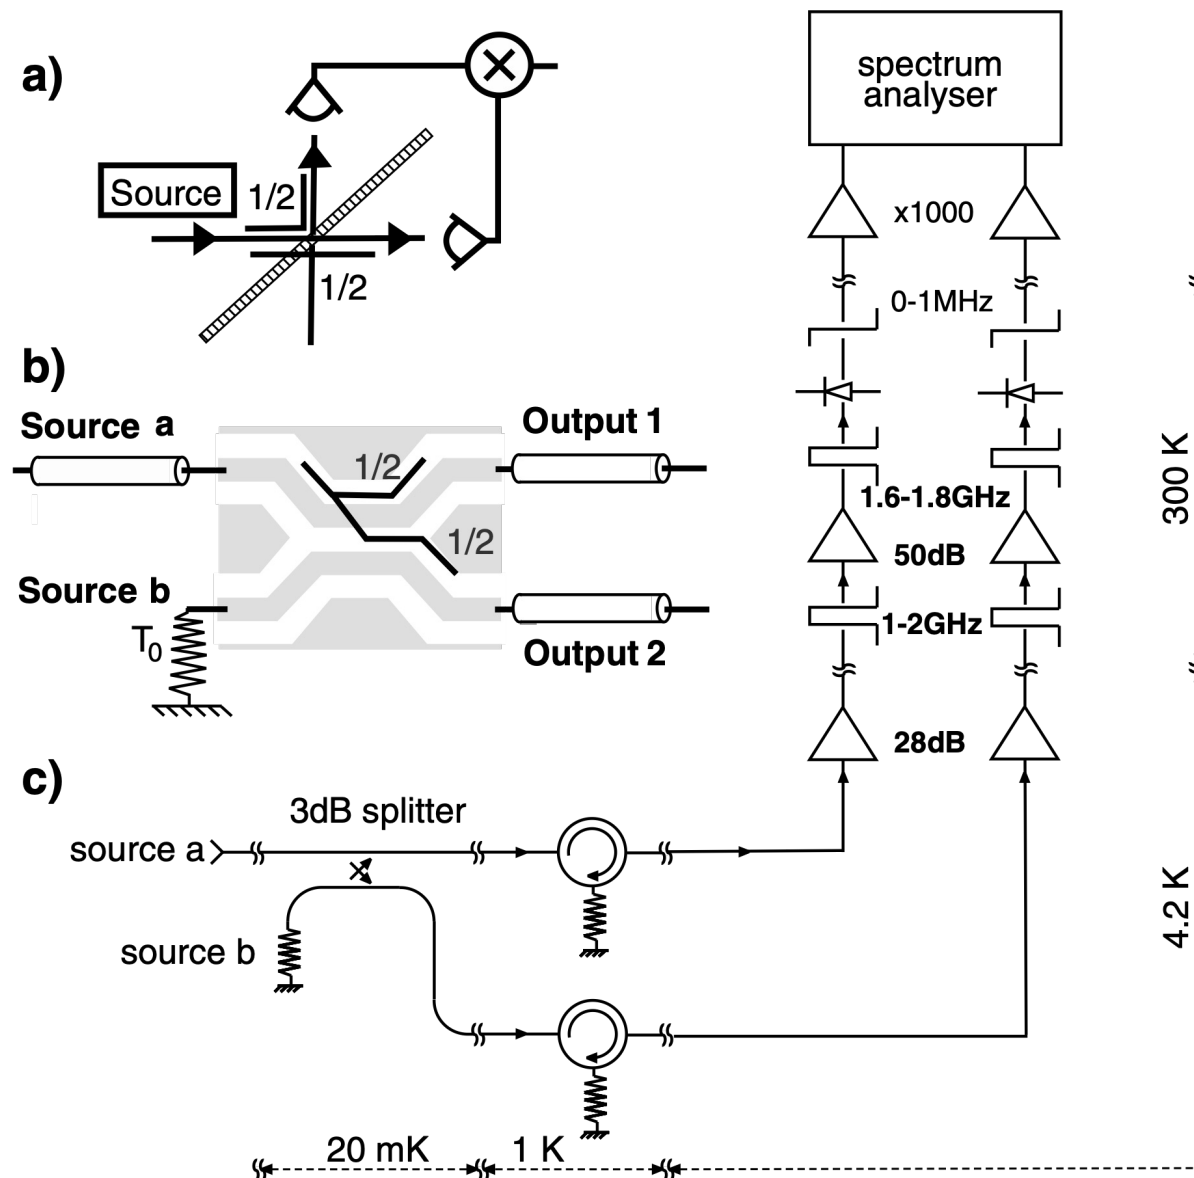 a)
Source
1/2
1/2
b)
Source a
1/2
Output 1
1/2
Source b
T0
Output 2
spectrum
analyser
x1000
0-1MHz
1.6-1.8GHz
50dB
1-2GHz
28dB
300 K
4.2 K
c)
3dB splitter
source a
source b
20 mK
1 K